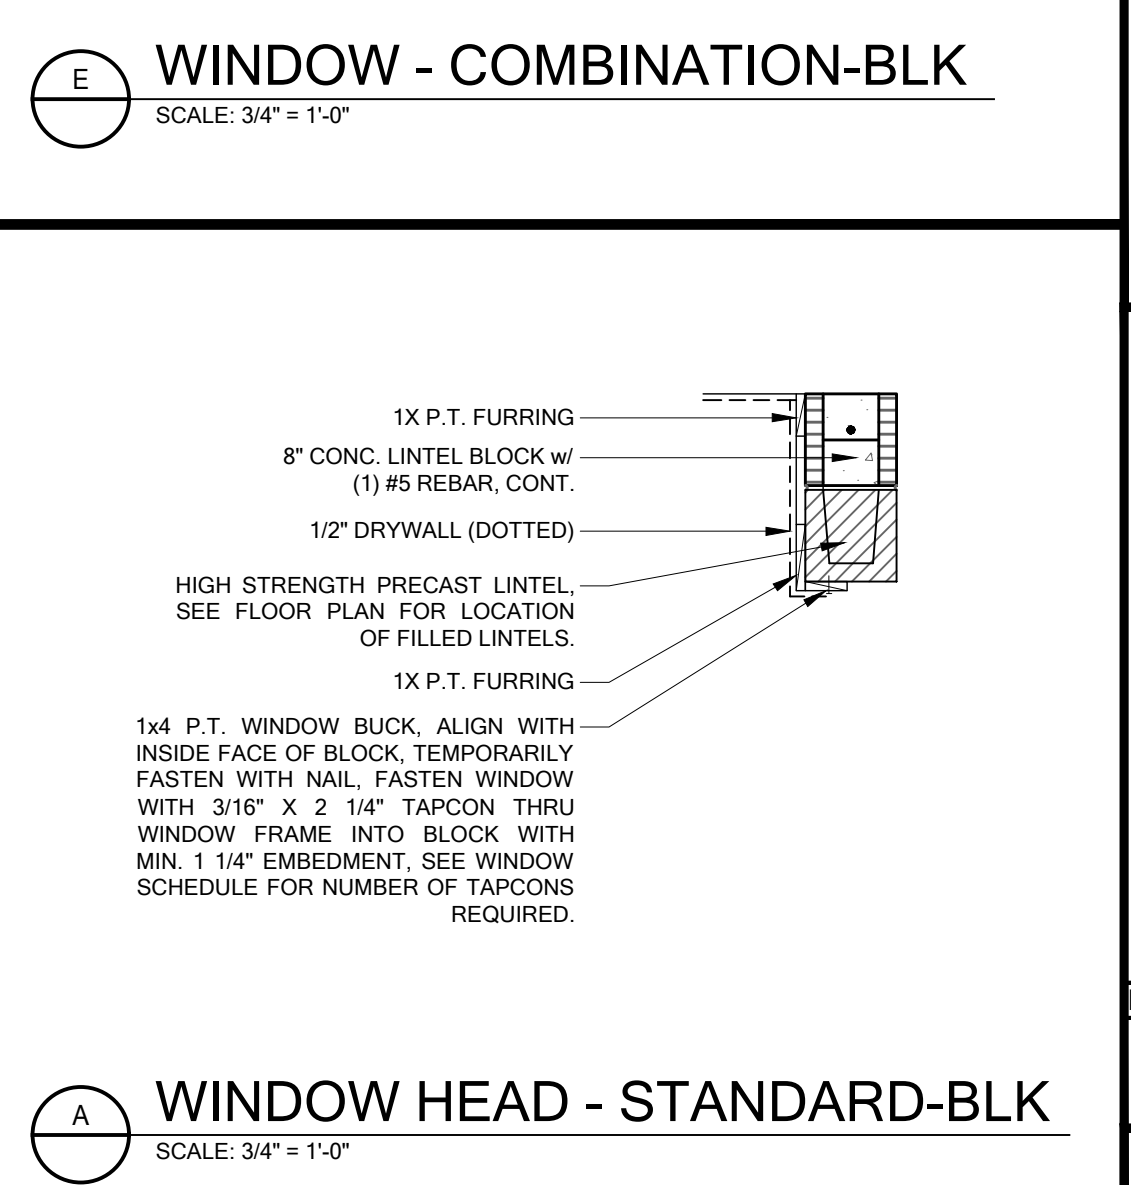 E
WINDOW - COMBINATION-BLK
SCALE: 3/4" = 1'-0"
1X P.T. FURRING
8" CONC. LINTEL BLOCK w/
(1) #5 REBAR, CONT.
1/2" DRYWALL (DOTTED)
HIGH STRENGTH PRECAST LINTEL,
SEE FLOOR PLAN FOR LOCATION
OF FILLED LINTELS.
1X P.T. FURRING
1x4 P.T. WINDOW BUCK, ALIGN WITH
INSIDE FACE OF BLOCK, TEMPORARILY
FASTEN WITH NAIL, FASTEN WINDOW
WITH 3/16" X 2 1/4" TAPCON THRU
WINDOW FRAME INTO BLOCK WITH
MIN. 1 1/4" EMBEDMENT, SEE WINDOW
SCHEDULE FOR NUMBER OF TAPCONS
REQUIRED.
A
WINDOW HEAD - STANDARD-BLK
SCALE: 3/4" = 1'-0"